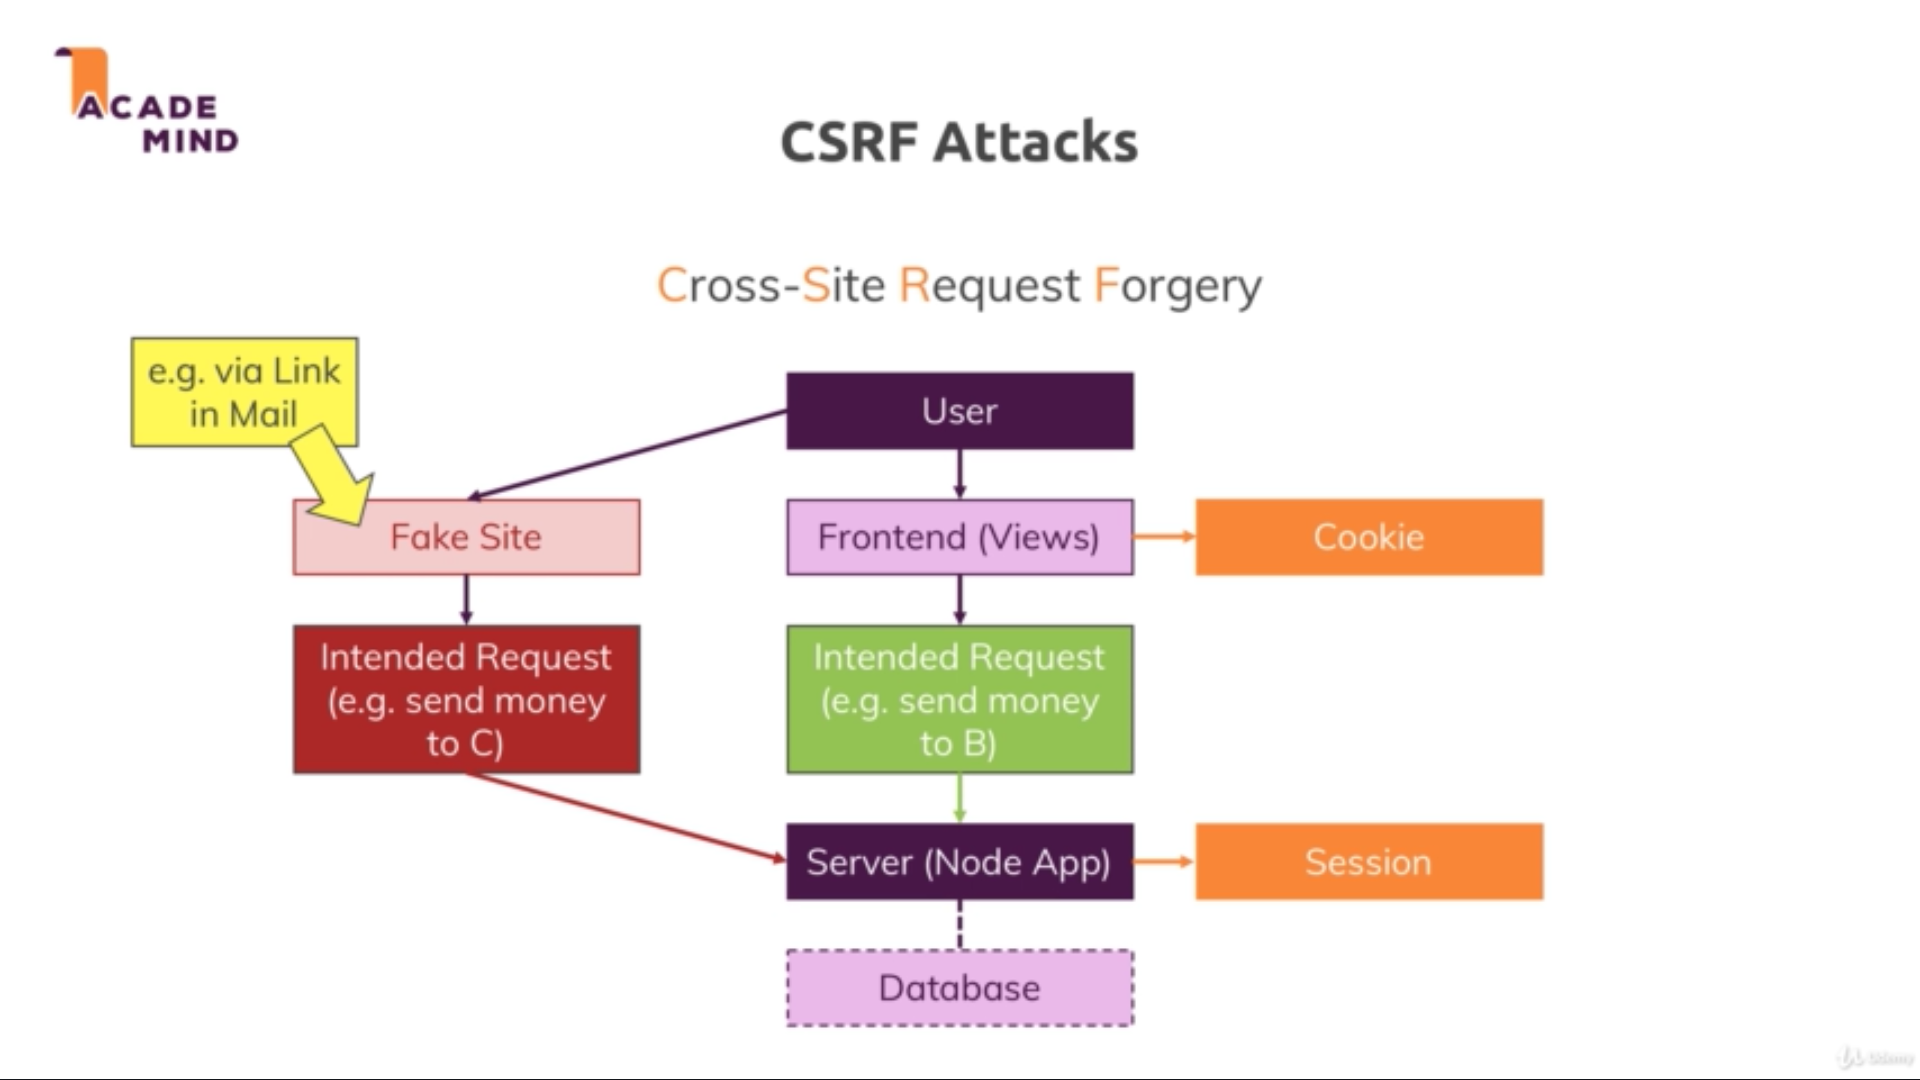 ACADE
MIND
CSRF Attacks
Cross-Site Request Forgery
e.g. via Link
in Mail
User
Fake Site
Frontend (Views)
Cookie
Intended Request
(e.g. send money
to C)
Intended Request
(e.g. send money
to B)
Server (Node App)
Session
Database
Udemy